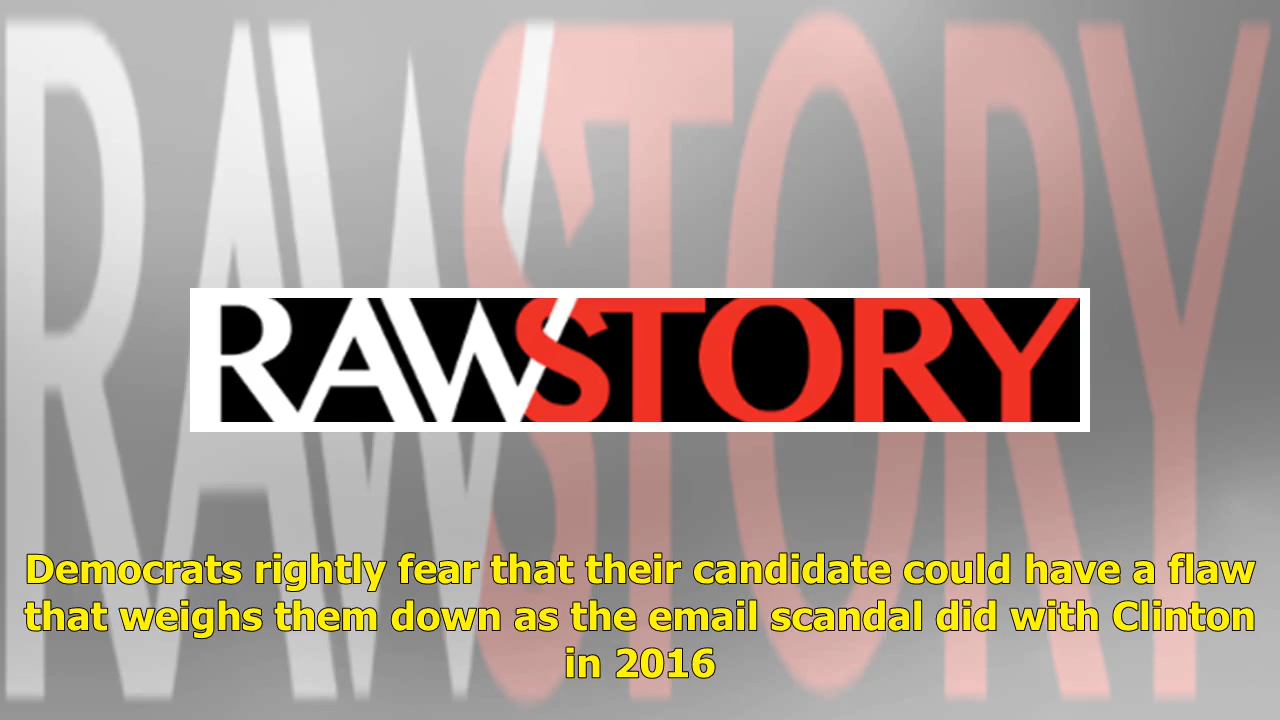 RAWSTORY
RAWSTORY
Democrats rightly fear that their candidate could have a flaw
that weighs them down as the email scandal did with Clinton
in 2016